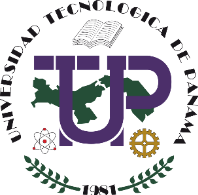 UNIVERSIDAD TECNOLOGICA DE PANAMA
UTP
1981